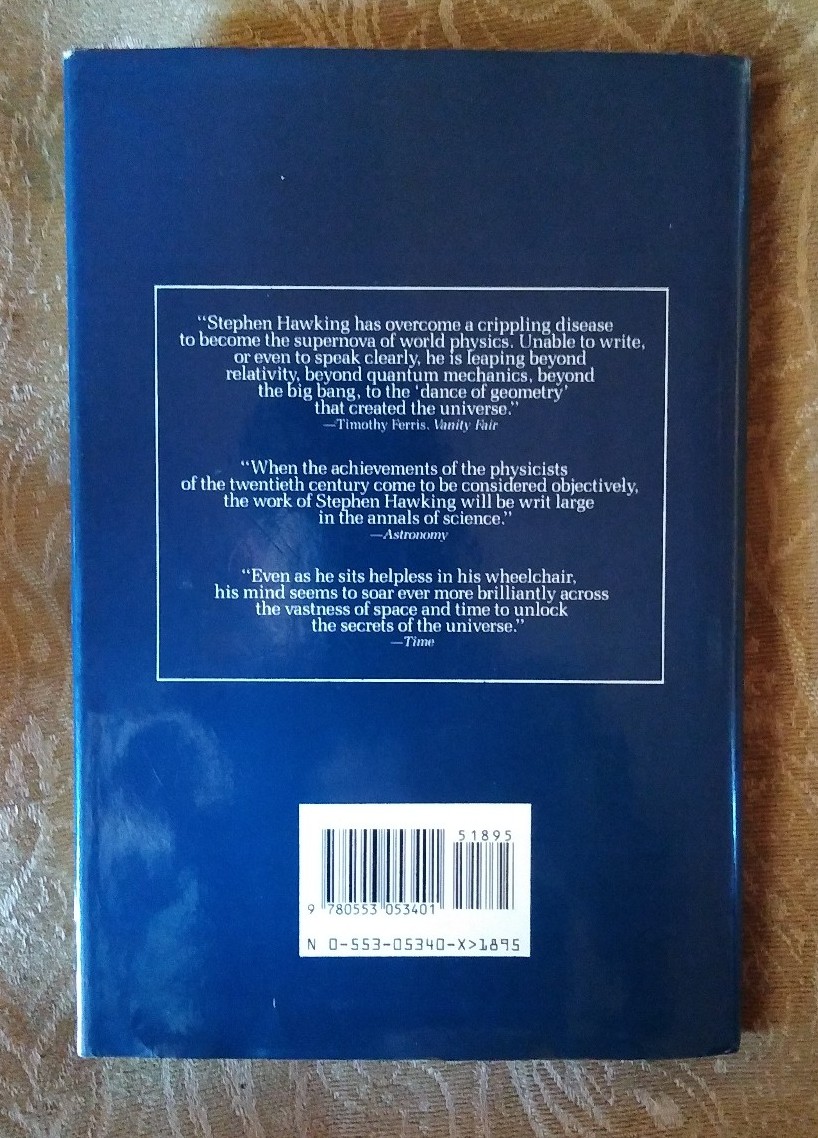 “Stephen Hawking has overcome a crippling disease
to become the supernova of world physics. Unable to write,
or even to speak clearly, he is leaping beyond
relativity, beyond quantum mechanics, beyond
the big bang, to the ‘dance of geometry’
that created the universe.”
—Timothy Ferris, Vanity Fair
“When the achievements of the physicists
of the twentieth century come to be considered objectively,
the work of Stephen Hawking will be writ large
in the annals of science.”
—Astronomy
“Even as he sits helpless in his wheelchair,
his mind seems to soar ever more brilliantly across
the vastness of space and time to unlock
the secrets of the universe.”
—Time
51895
9 780553 053401
N 0-553-05340-X>1895